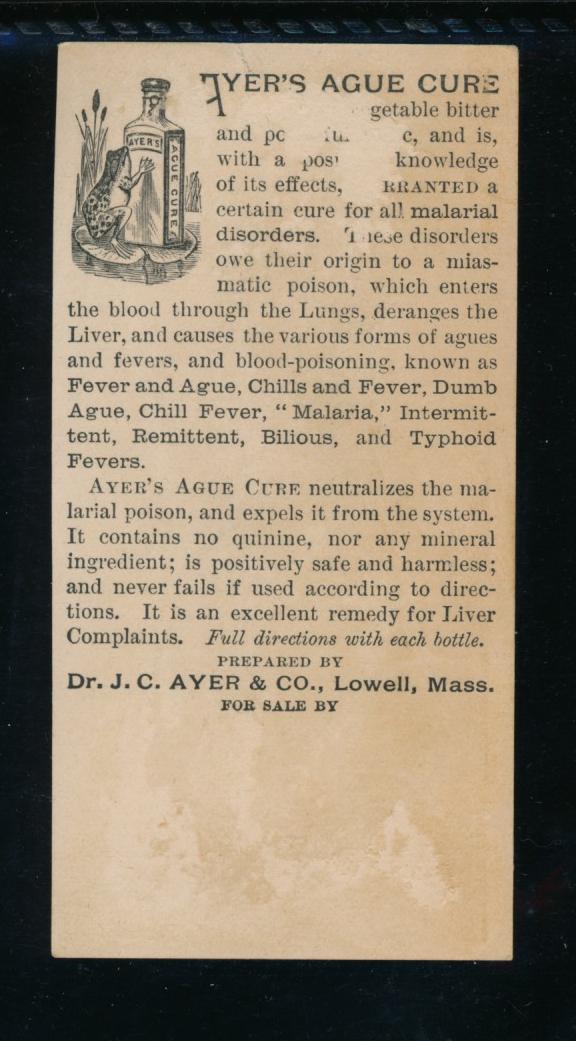 AYER'S AGUE CURE
bitter
and and is,
with a knowledge
of its effects, a
certain cure for all malarial
disorders. disorders
owe their origin to a mias-
matic poison, which enters
the blood through the Lungs, deranges the
Liver, and causes the various forms of agues
and fevers, and blood-poisoning, known as
Fever and Ague, Chills and Fever, Dumb
Ague, Chill Fever, "Malaria," Intermit-
tent, Remittent, Bilious, and Typhoid
Fevers.
AYER'S AGUE CURE neutralizes the ma-
larial poison, and expels it from the system.
It contains no quinine, nor any mineral
ingredient; is positively safe and harmless;
and never fails if used according to direc-
tions. It is an excellent remedy for Liver
Complaints. Full directions with each bottle.
PREPARED BY
Dr. J. C. AYER & CO., Lowell, Mass.
FOR SALE BY
AYER'S
AGUE CURE